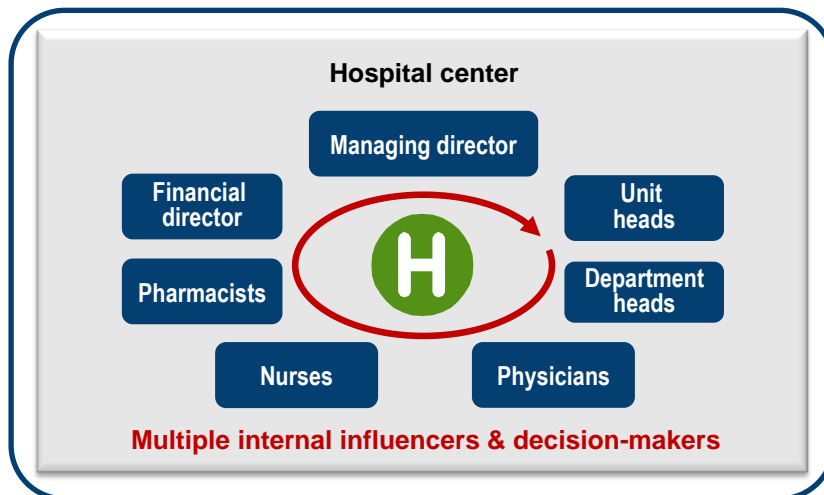 Hospital center
Managing director
Financial
director
Unit
heads
H
Pharmacists
Department
heads
Nurses
Physicians
Multiple internal influencers & decision-makers